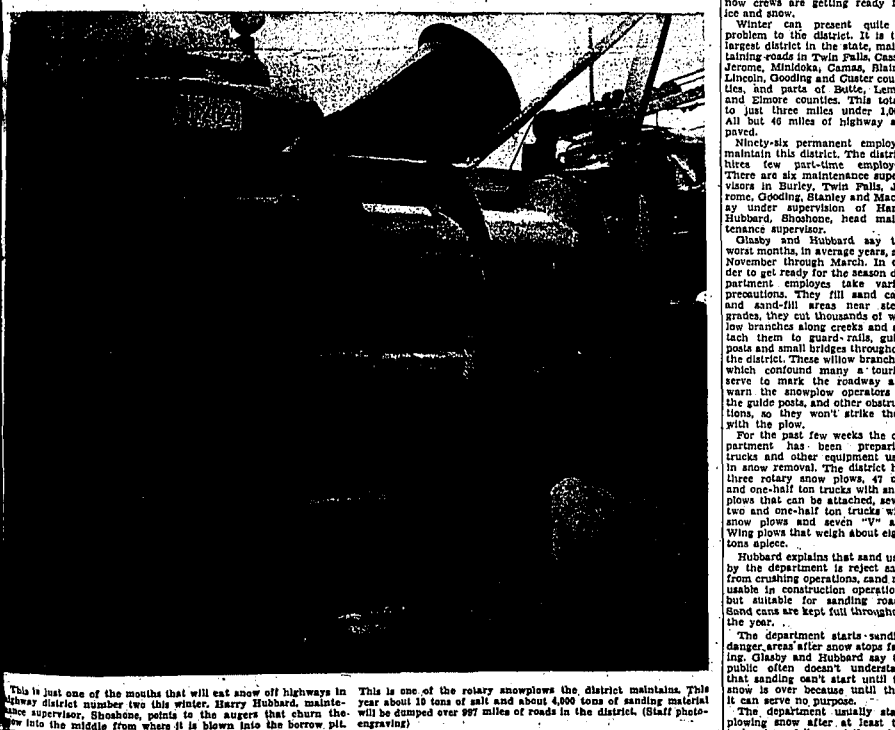 This is just one of the mouths that will eat snow off highways in
highway district number two this winter. Harry Hubbard, mainte-
nance supervisor, Shoshone, points to the augers that churn the
snow into the middle from where it is blown into the borrow pit.
This is one of the rotary snowplows the district maintains. This
year about 10 tons of salt and about 4,000 tons of sanding material
will be dumped over 997 miles of roads in the district. (Staff photo-
engraving)
now crews are getting ready
ice and snow.
Winter can present quite
problem to the district. It is t
largest district in the state, mai
taining roads in Twin Falls, Cass
Jerome, Minidoka, Camas, Blain
Lincoln, Gooding and Custer cou
ties, and parts of Butte, Lem
and Elmore counties. This tota
to just three miles under 1,00
All but 46 miles of highway a
paved.
Ninety-six permanent employ
maintain this district. The distri
hires few part-time employ
There are six maintenance supe
visors in Burley, Twin Falls, J
rome, Gooding, Stanley and Mac
ay under supervision of Har
Hubbard, Shoshone, head mai
tenance supervisor.
Glasby and Hubbard say t
worst months, in average years, a
November through March. In o
der to get ready for the season d
partment employes take vari
precautions. They fill sand ca
and sand-fill areas near ste
grades, they cut thousands of w
low branches along creeks and a
tach them to guard rails, gui
posts and small bridges througho
the district. These willow branch
which confound many a touri
serve to mark the roadway a
warn the snowplow operators
the guide posts, and other obstru
tions, so they won't strike the
with the plow.
For the past few weeks the d
partment has been prepari
trucks and other equipment us
in snow removal. The district h
three rotary snow plows, 47 o
and one-half ton trucks with sn
plows that can be attached, sev
two and one-half ton trucks w
snow plows and seven "V" a
Wing plows that weigh about eig
tons apiece.
Hubbard explains that sand us
by the department is reject sa
from crushing operations, sand n
usable in construction operatio
but suitable for sanding roa
Sand cans are kept full througho
the year.
The department starts sandi
danger areas after snow stops fa
ing. Glasby and Hubbard say t
public often doesn't understa
that sanding can't start until t
snow is over because until the
it can serve no purpose.
The department usually sta
plowing snow after at least t